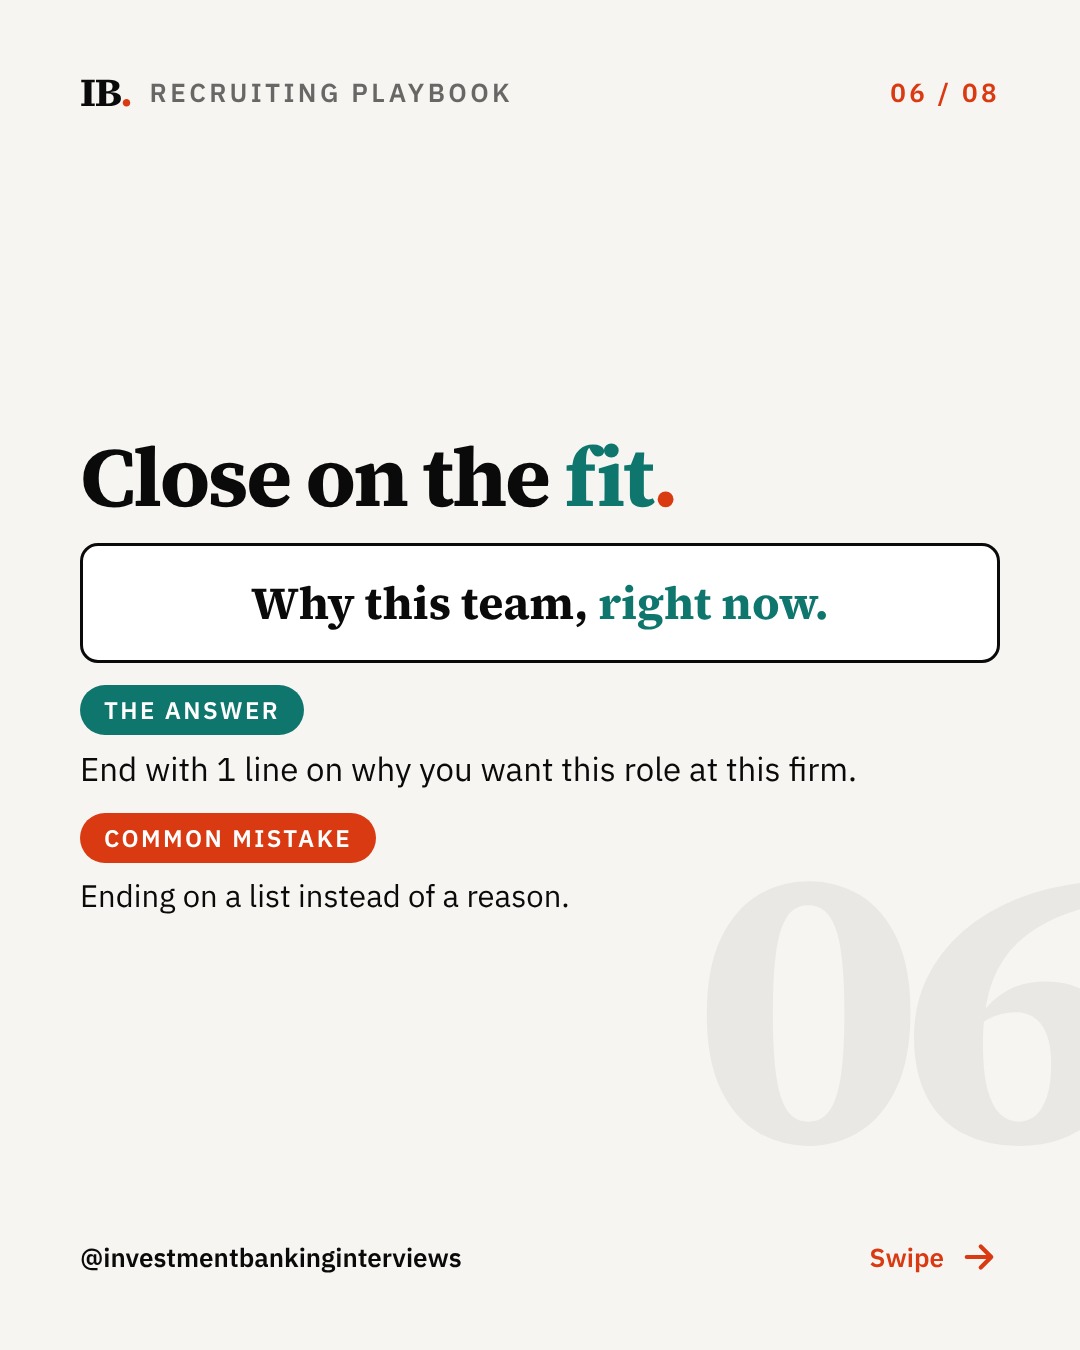 IB. RECRUITING PLAYBOOK
06 / 08
Close on the fit.
Why this team, right now.
THE ANSWER
End with 1 line on why you want this role at this firm.
COMMON MISTAKE
Ending on a list instead of a reason.
06
@investmentbankinginterviews
Swipe →